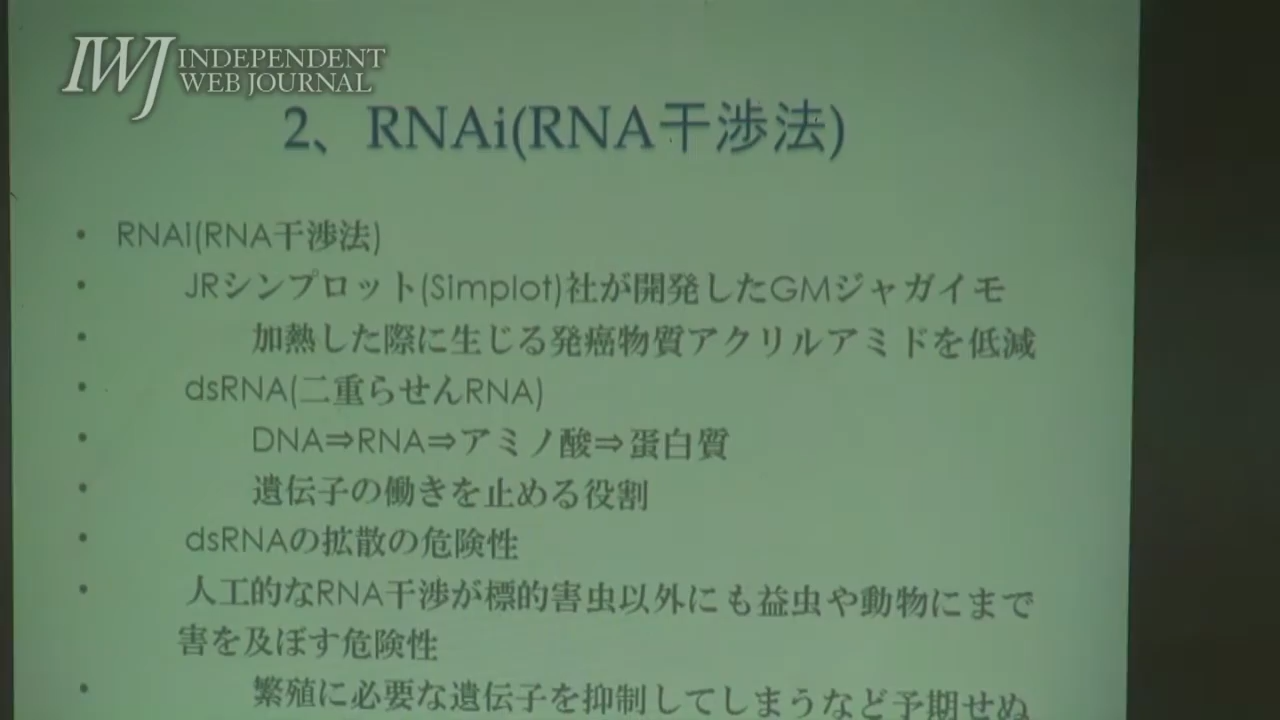 IWJ INDEPENDENT
WEB JOURNAL
2、RNAi(RNA干渉法)
• RNAi(RNA干渉法)
• JRシンプロット(Simplot)社が開発したGMジャガイモ
• 加熱した際に生じる発癌物質アクリルアミドを低減
• dsRNA(二重らせんRNA)
• DNA⇒RNA⇒アミノ酸⇒蛋白質
• 遺伝子の働きを止める役割
• dsRNAの拡散の危険性
• 人工的なRNA干渉が標的害虫以外にも益虫や動物にまで
害を及ぼす危険性
• 繁殖に必要な遺伝子を抑制してしまうなど予期せぬ